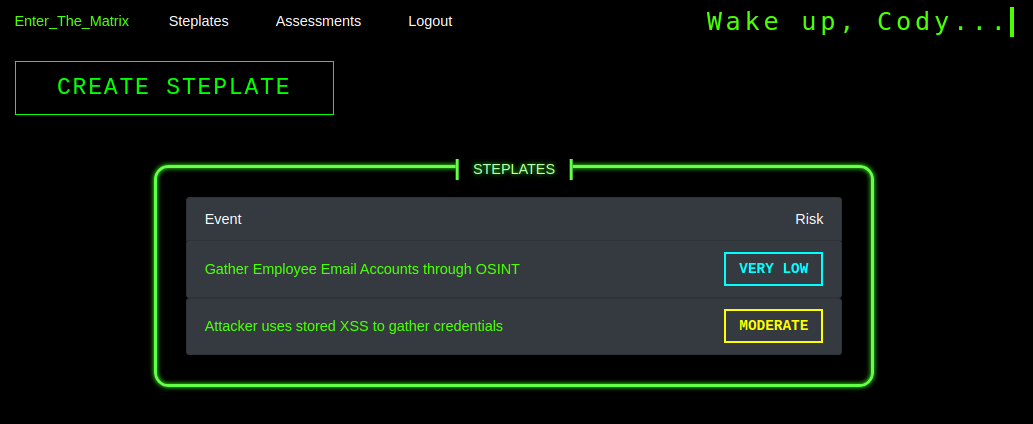 Enter_The_Matrix Steplates Assessments Logout Wake up, Cody...
CREATE STEPLATE
STEPLATES
Event Risk
Gather Employee Email Accounts through OSINT VERY LOW
Attacker uses stored XSS to gather credentials MODERATE